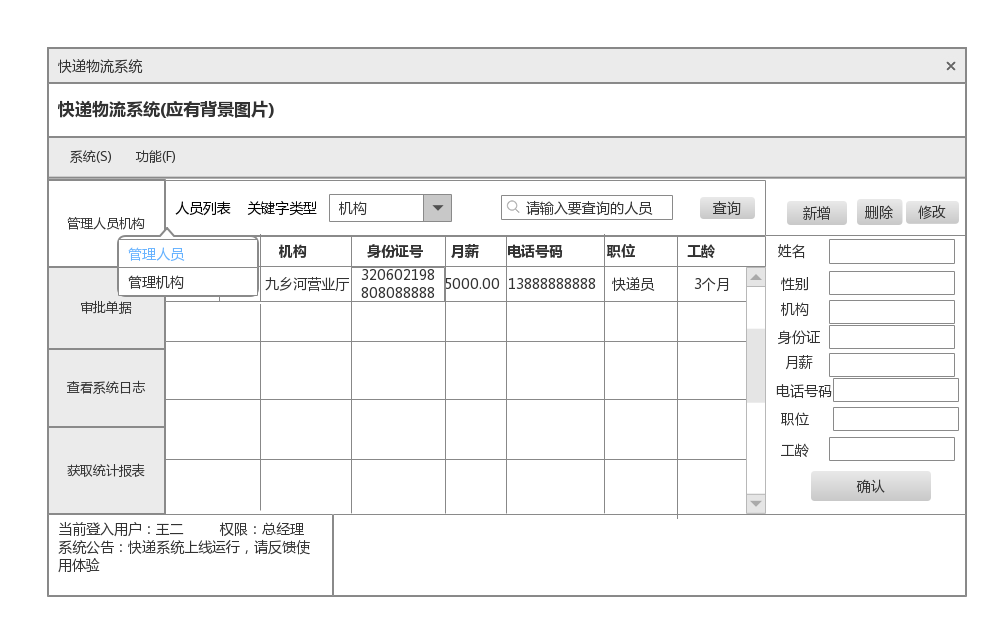 快递物流系统 ×
快递物流系统(应有背景图片)
系统(S) 功能(F)
管理人员机构
管理人员
管理机构
审批单据
查看系统日志
获取统计报表
人员列表 关键字类型 机构 请输入要查询的人员 查询
机构 身份证号 月薪 电话号码 职位 工龄
九乡河营业厅 320602198 5000.00 13888888888 快递员 3个月
808088888
新增 删除 修改
姓名
性别
机构
身份证
月薪
电话号码
职位
工龄
确认
当前登入用户：王二 权限：总经理
系统公告：快递系统上线运行，请反馈使
用体验